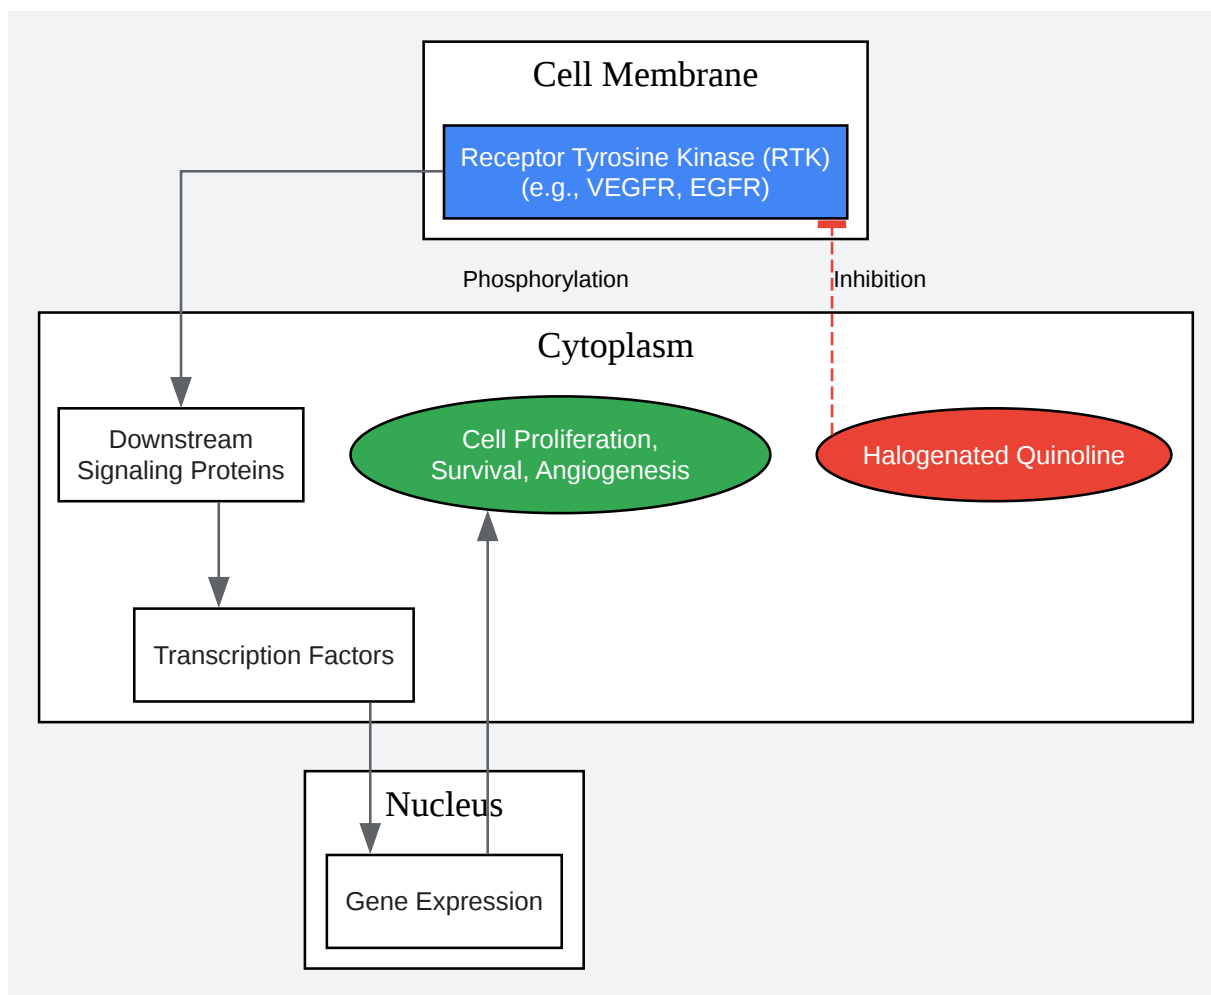 Cell Membrane
Receptor Tyrosine Kinase (RTK)
(e.g., VEGFR, EGFR)
Phosphorylation
Inhibition
Cytoplasm
Downstream
Signaling Proteins
Cell Proliferation,
Survival, Angiogenesis
Halogenated Quinoline
Transcription Factors
Nucleus
Gene Expression